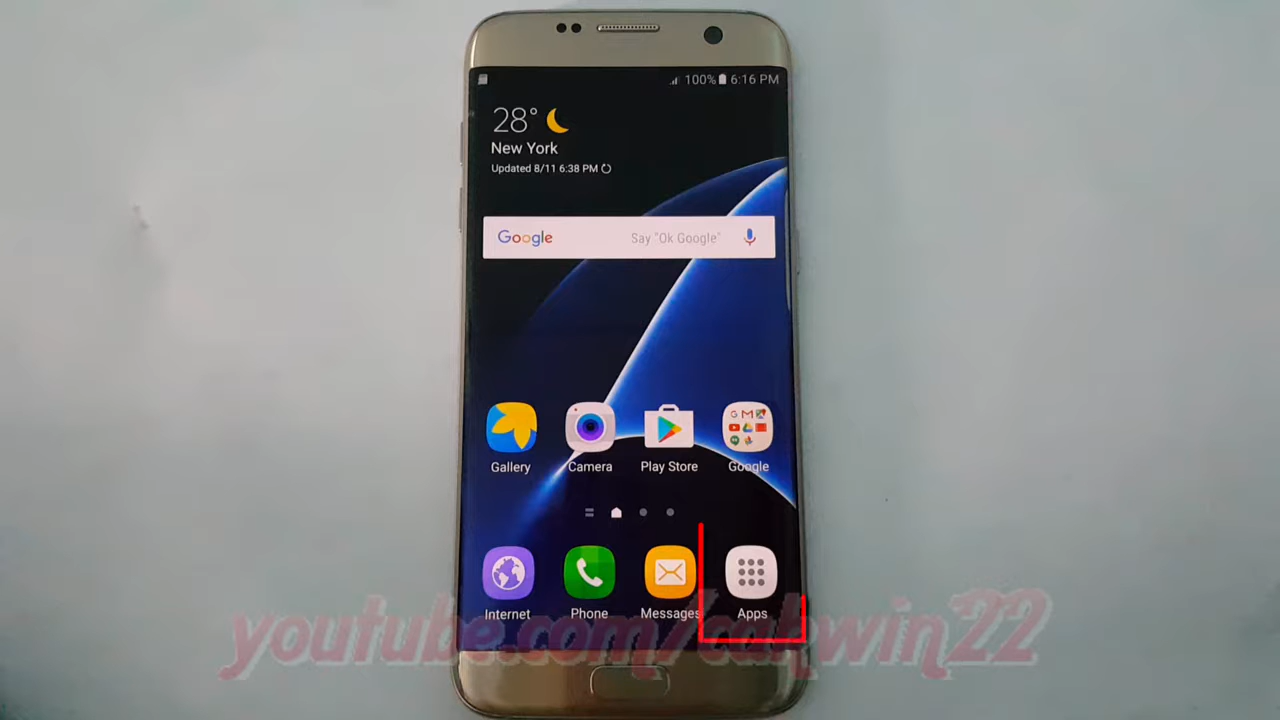 100% 6:16 PM
28°
New York
Updated 8/11 6:38 PM
Google Say "Ok Google"
Gallery Camera Play Store Google
Internet Phone Messages Apps
youtube.com/cahwin22